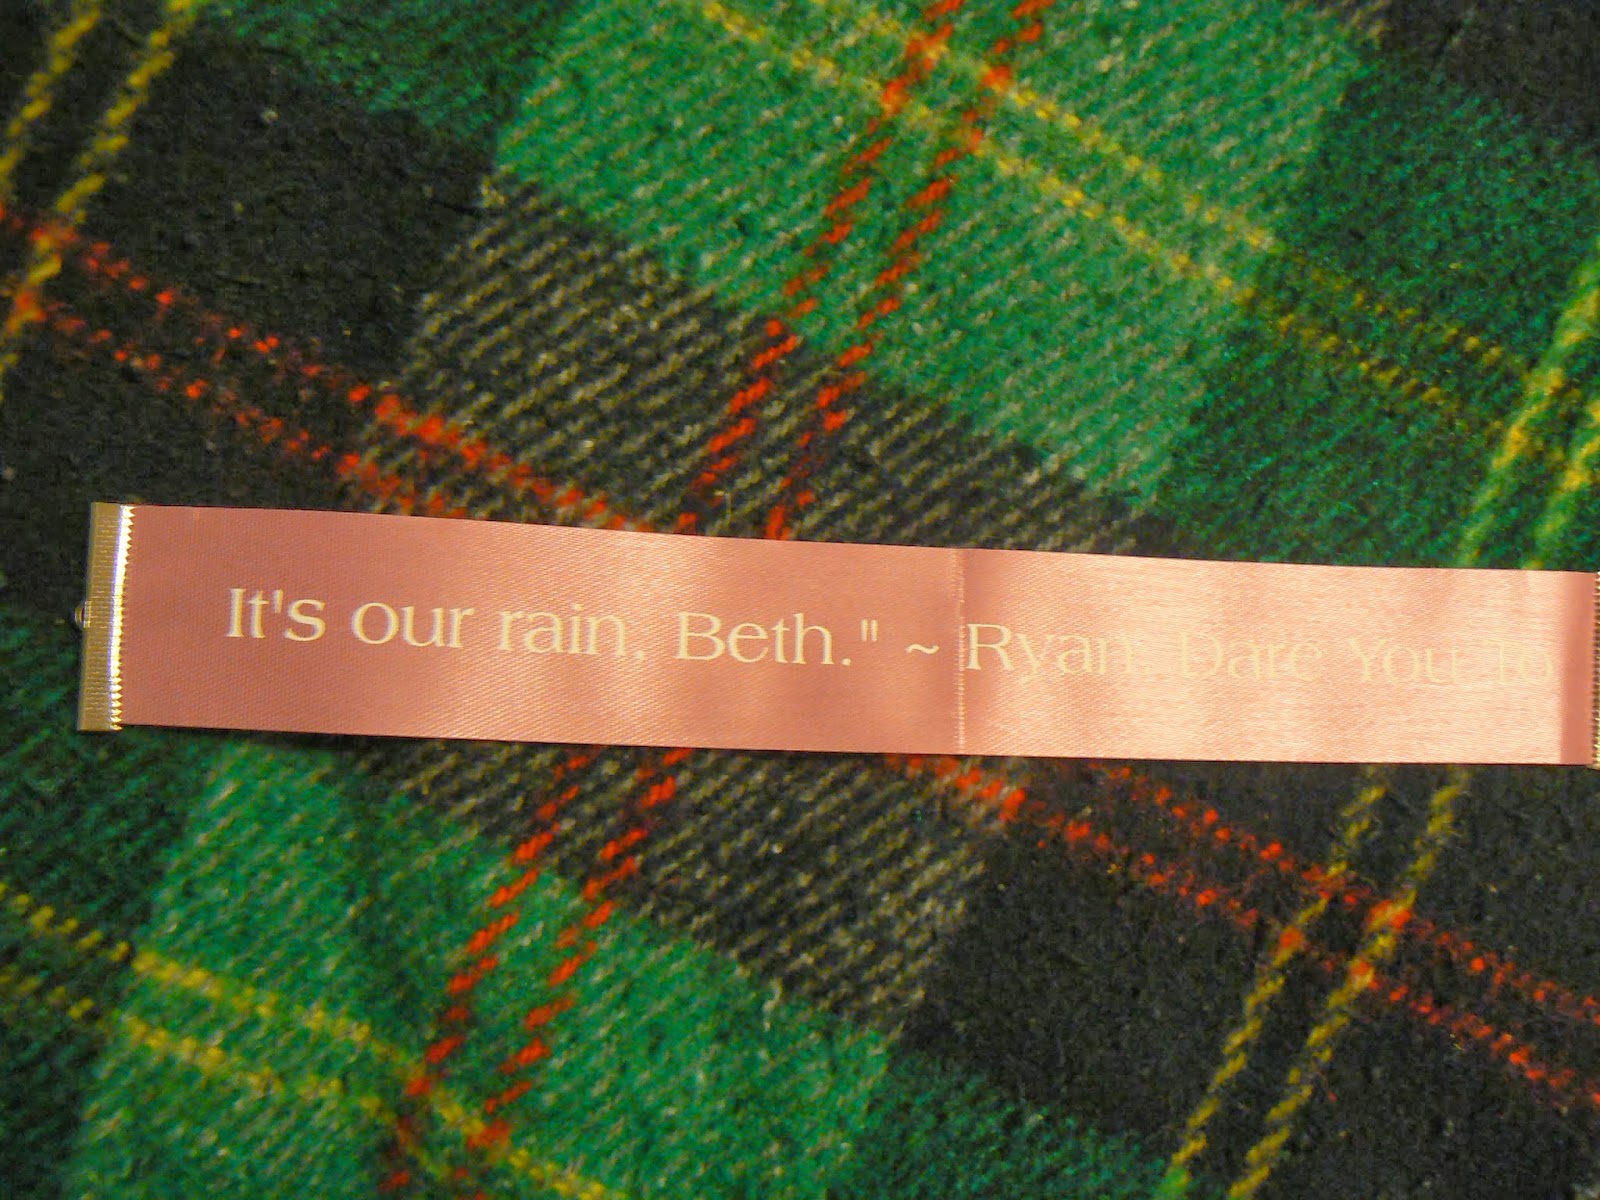 It's our rain, Beth." ~ Ryan, Dare You To